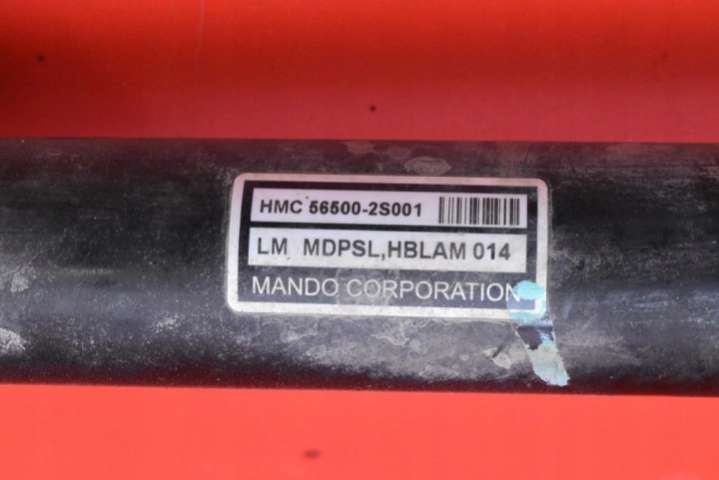 HMC 56500-2S001
LM MDPSL,HBLAM 014
MANDO CORPORATION